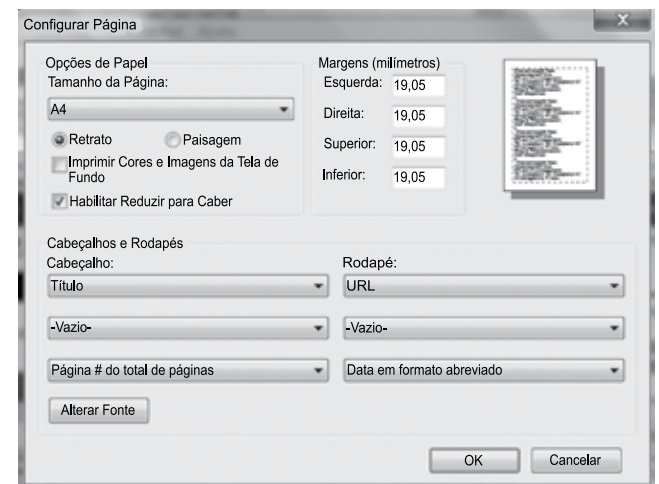 Configurar Página
Opções de Papel
Tamanho da Página:
A4
Retrato
Paisagem
Imprimir Cores e Imagens da Tela de
Fundo
Habilitar Reduzir para Caber
Margens (milímetros)
Esquerda: 19,05
Direita: 19,05
Superior: 19,05
Inferior: 19,05
Cabeçalhos e Rodapés
Cabeçalho:
Rodapé:
Título
URL
-Vazio-
-Vazio-
Página # do total de páginas
Data em formato abreviado
Alterar Fonte
OK
Cancelar